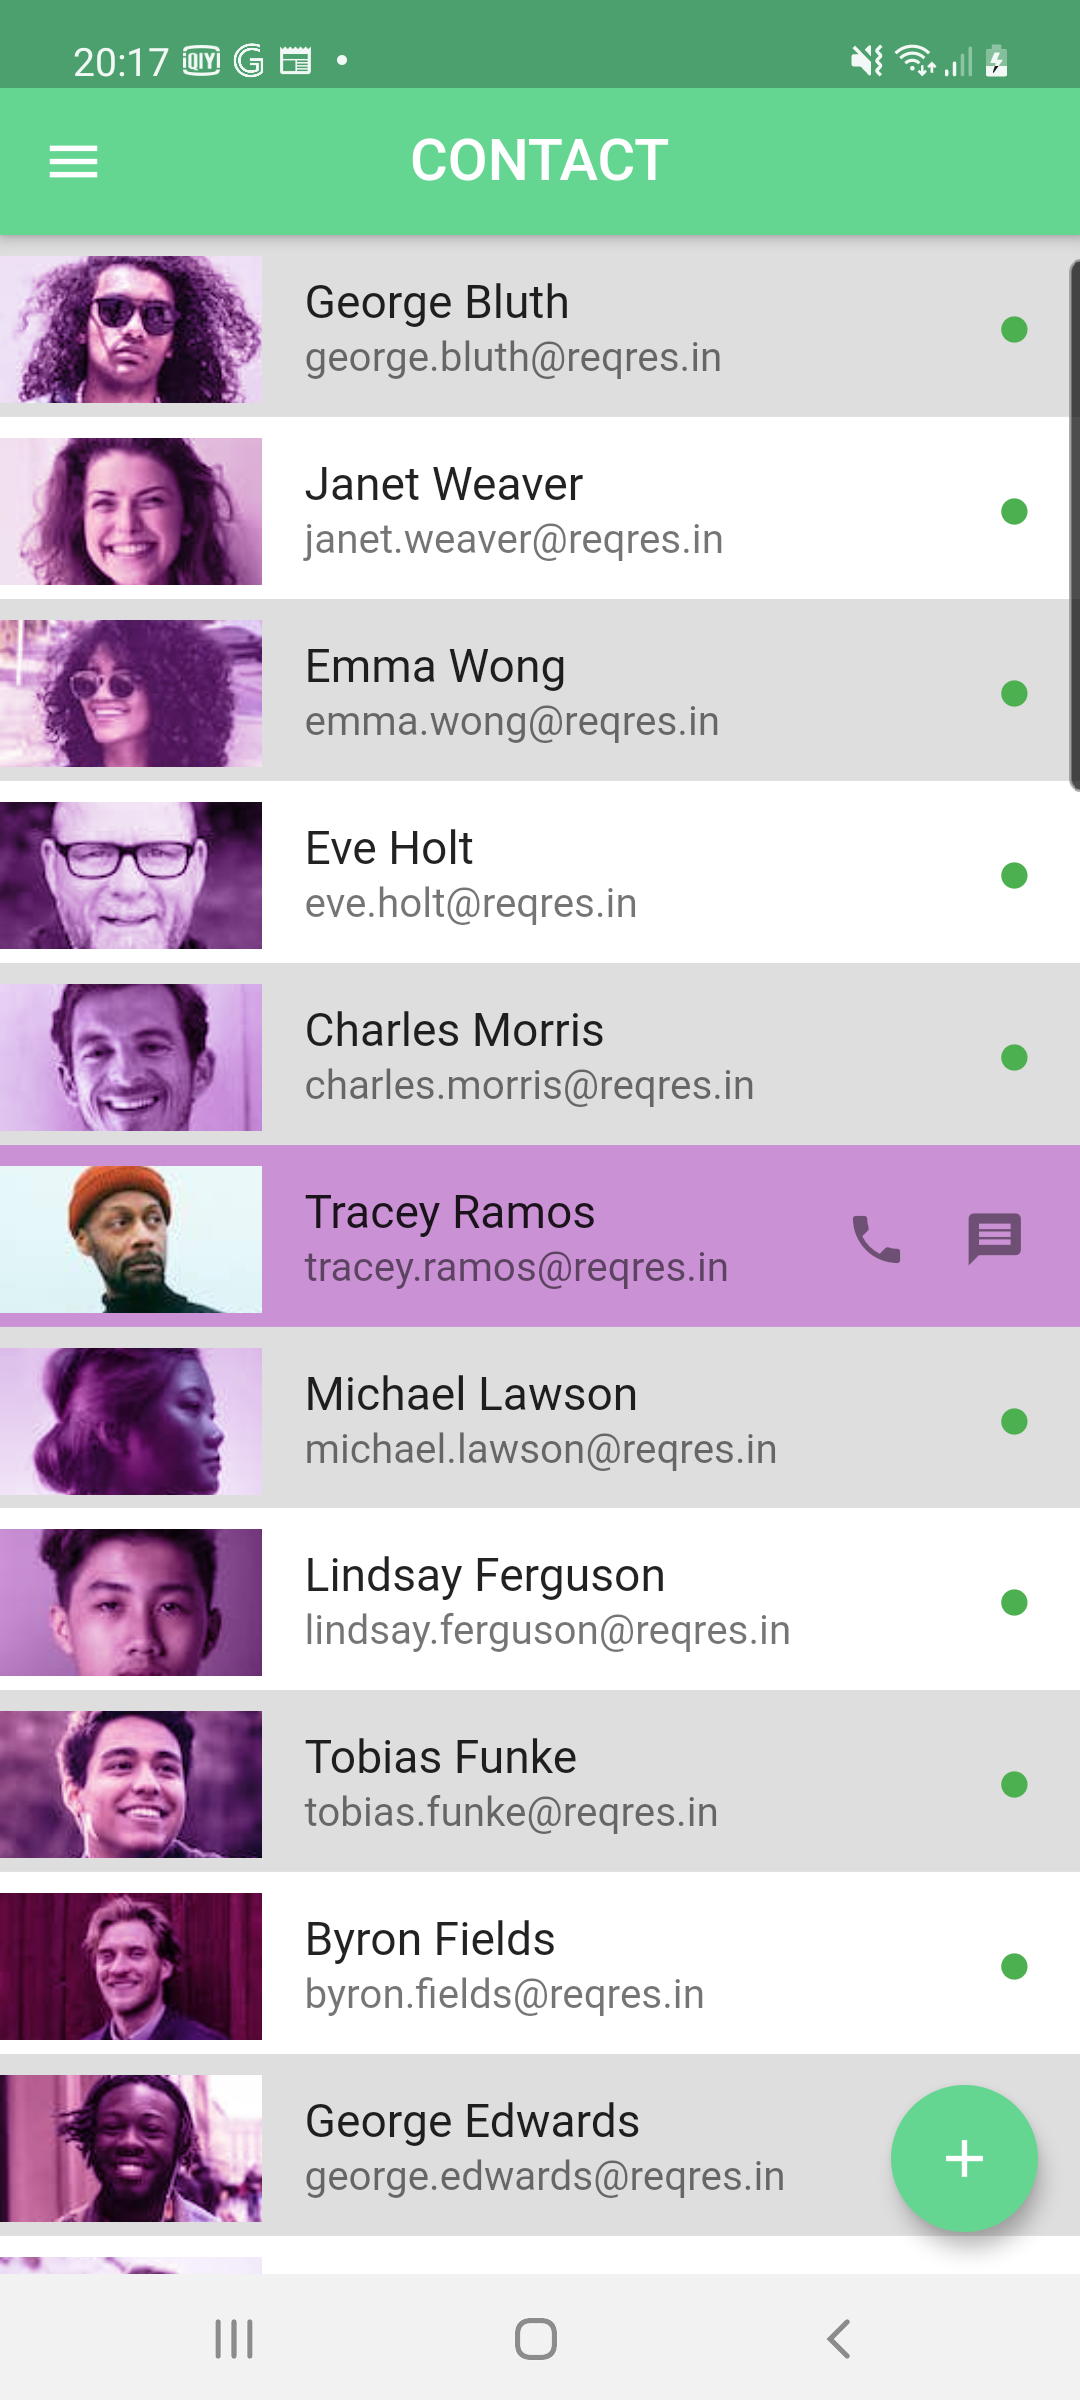 20:17 iQIY G
CONTACT
George Bluth
george.bluth@reqres.in
Janet Weaver
janet.weaver@reqres.in
Emma Wong
emma.wong@reqres.in
Eve Holt
eve.holt@reqres.in
Charles Morris
charles.morris@reqres.in
Tracey Ramos
tracey.ramos@reqres.in
Michael Lawson
michael.lawson@reqres.in
Lindsay Ferguson
lindsay.ferguson@reqres.in
Tobias Funke
tobias.funke@reqres.in
Byron Fields
byron.fields@reqres.in
George Edwards
george.edwards@reqres.in